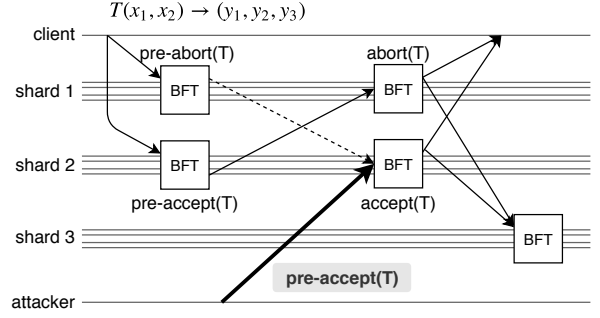 T(x₁, x₂) → (y₁, y₂, y₃)
client
pre-abort(T)
abort(T)
shard 1
BFT
BFT
shard 2
BFT
BFT
pre-accept(T)
accept(T)
shard 3
BFT
pre-accept(T)
attacker